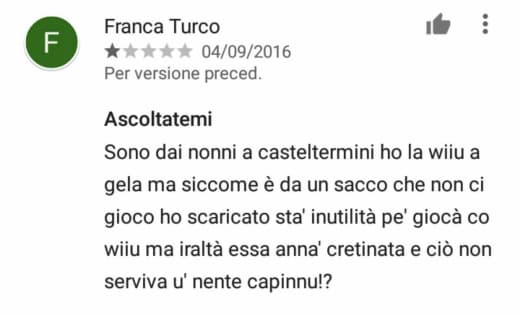 F
Franca Turco
04/09/2016
Per versione preced.
Ascoltatemi
Sono dai nonni a casteltermini ho la wiiu a
gela ma siccome è da un sacco che non ci
gioco ho scaricato sta' inutilità pe' giocà co
wiiu ma iraltà essa anna' cretinata e ciò non
serviva u' nente capinnu!?